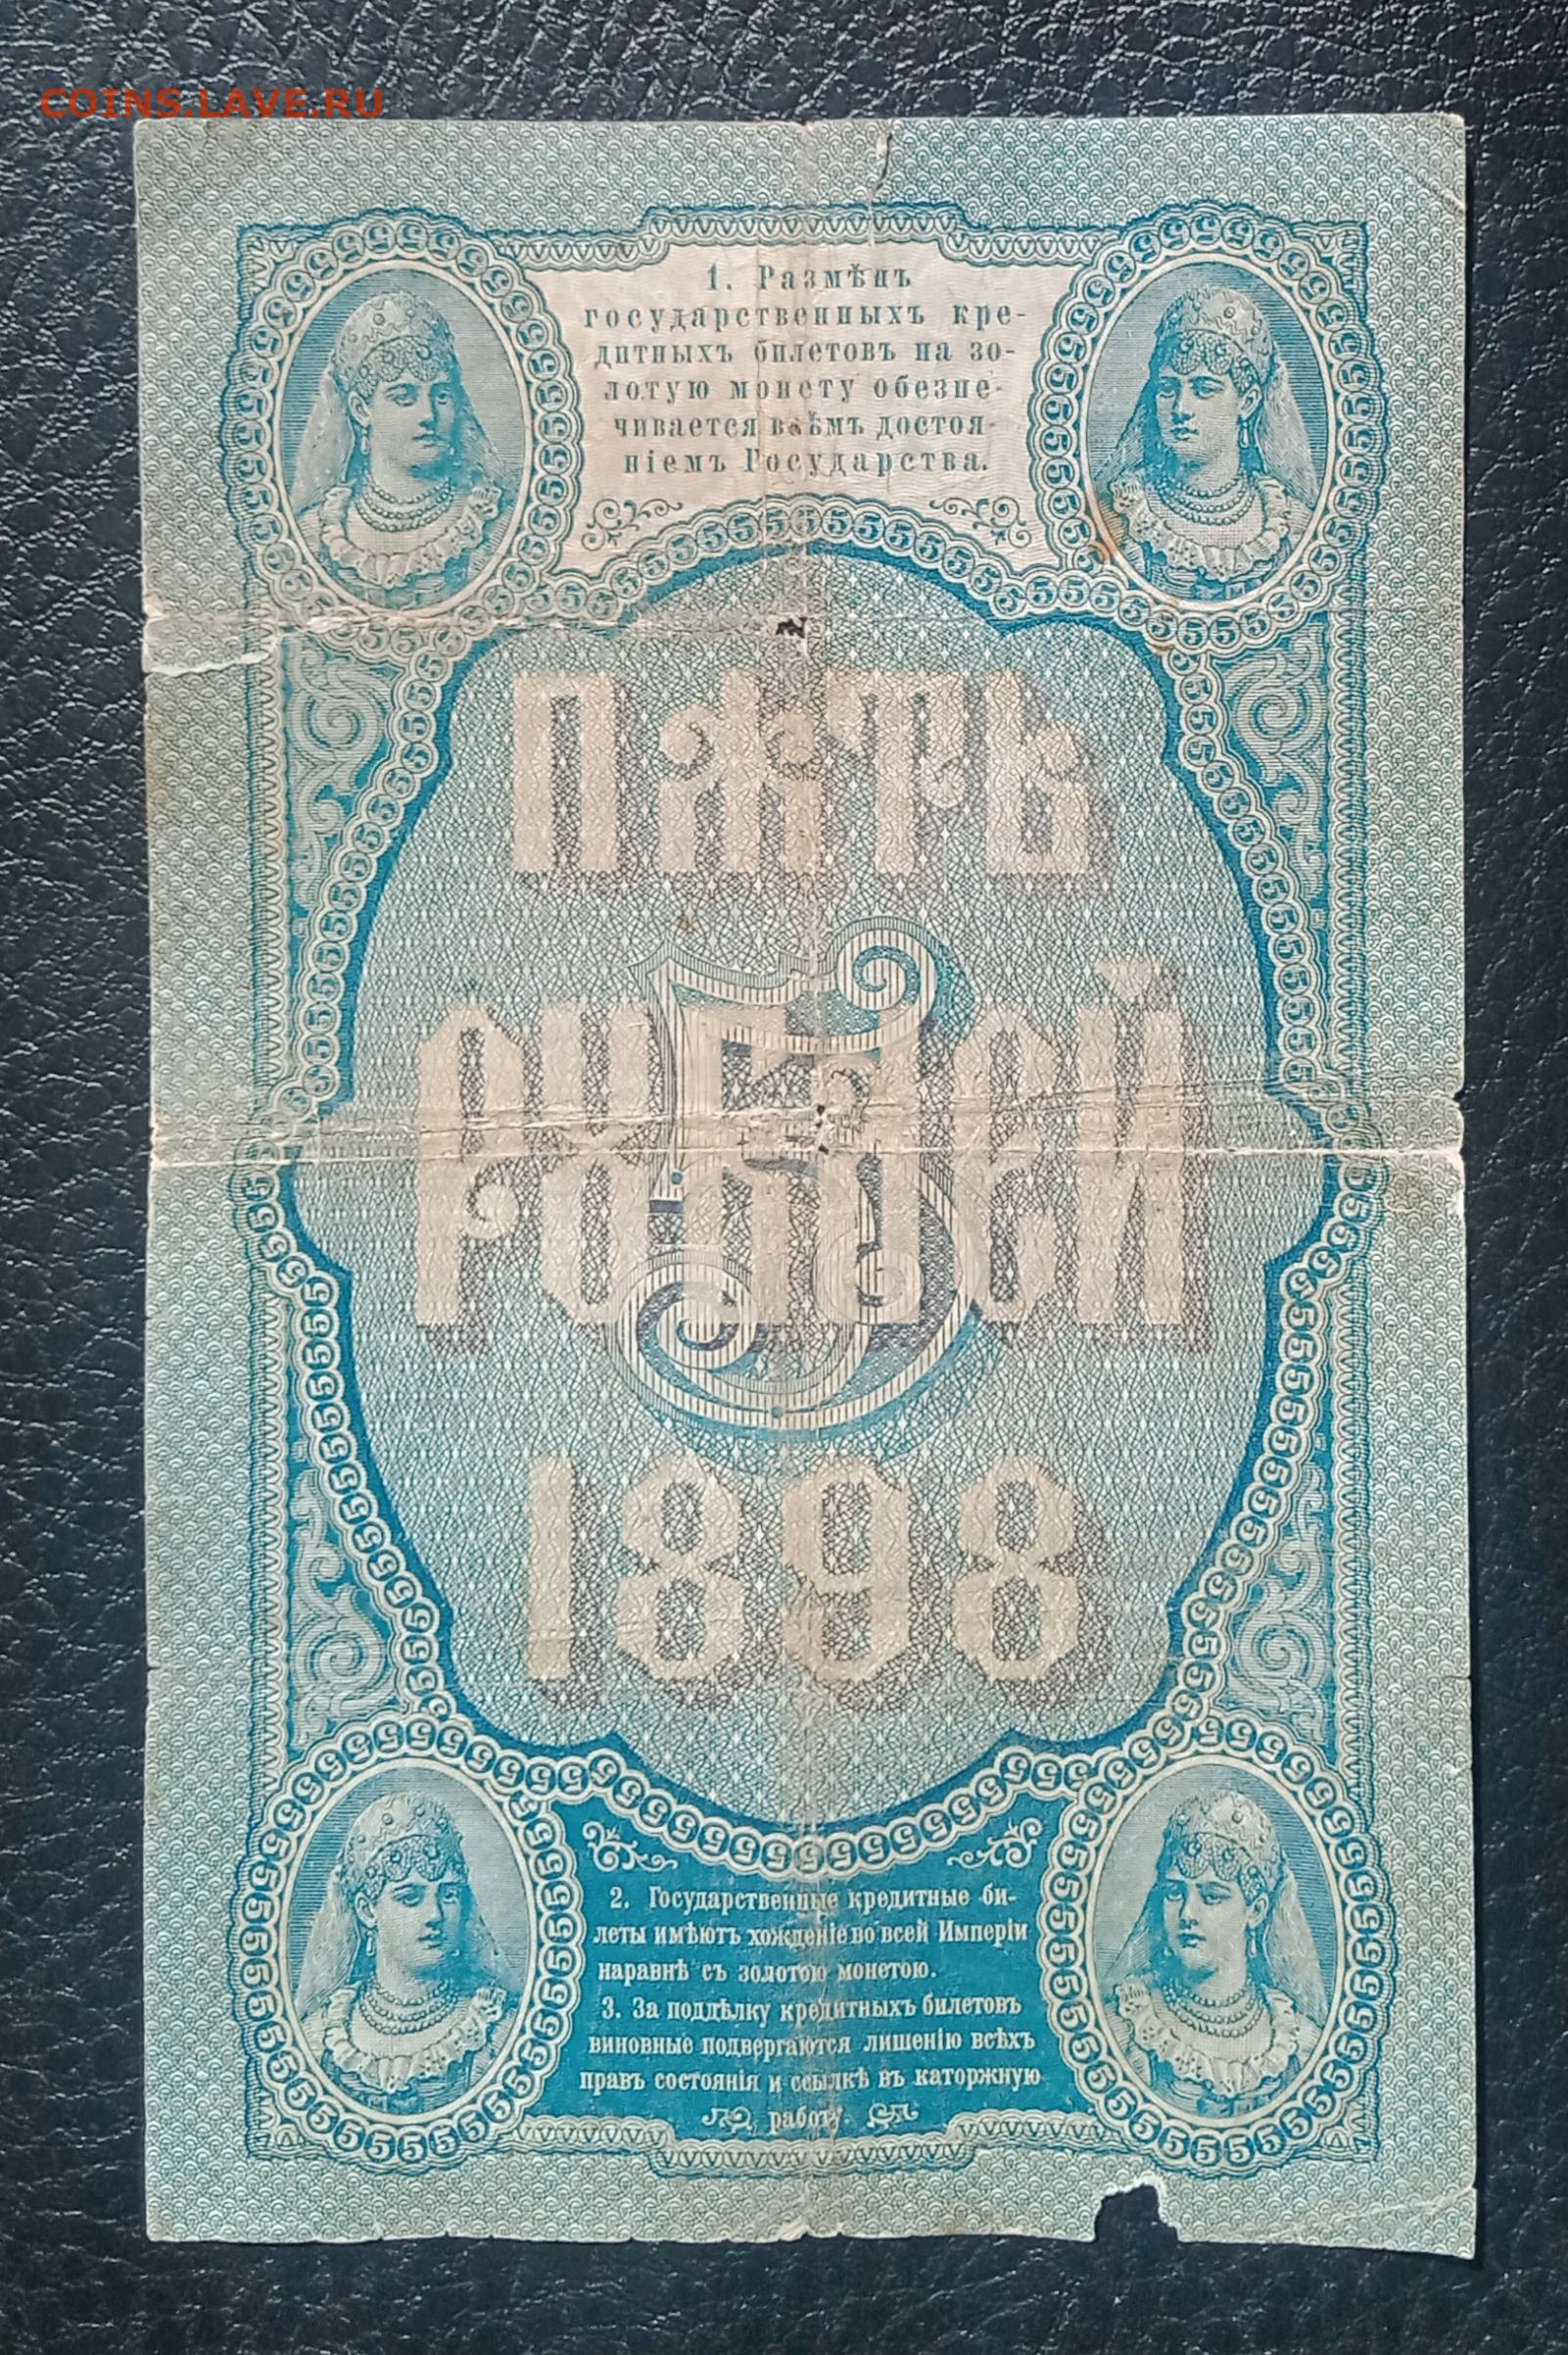 COINS.LAVE.RU
1. Размѣнъ
государственныхъ кре-
дитныхъ билетовъ на зо-
лотую монету обезпе-
чивается всѣмъ достоя-
ніемъ Государства.
ПЯТЬ
РУБЛЕЙ
5
1898
2. Государственные кредитные би-
леты имѣютъ хожденіе во всей Имперіи
наравнѣ съ золотою монетою.
3. За поддѣлку кредитныхъ билетовъ
виновные подвергаются лишенію всѣхъ
правъ состоянія и ссылкѣ въ каторжную
работу.